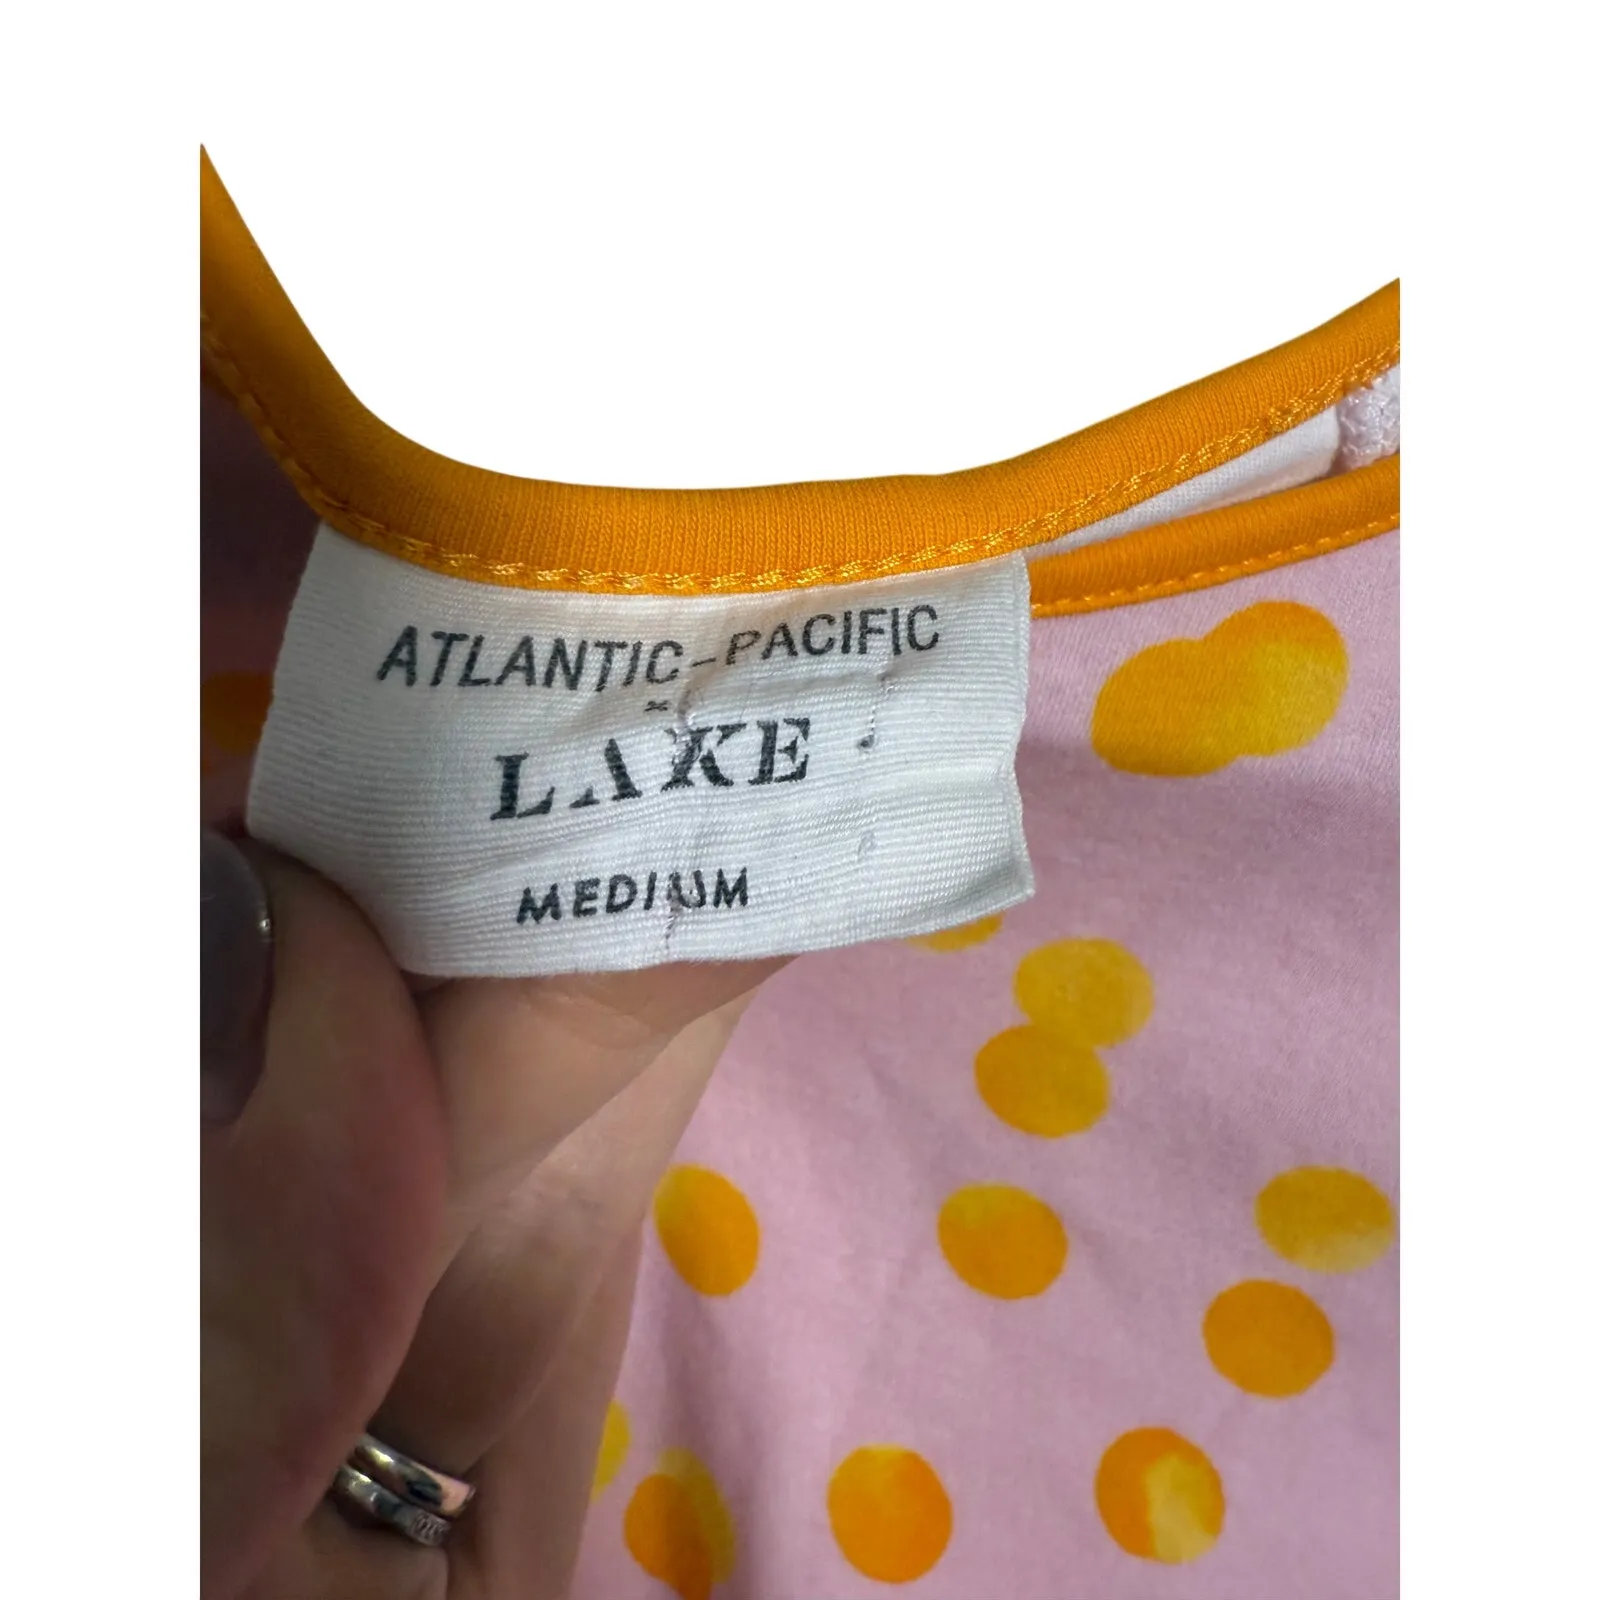 ATLANTIC-PACIFIC
×
LAKE
MEDIUM